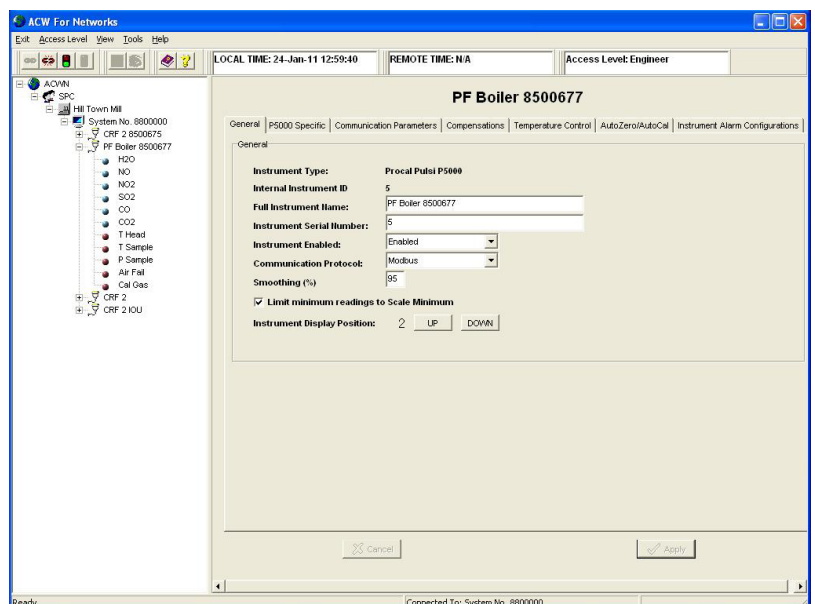 ACW For Networks
Exit Access Level View Tools Help
LOCAL TIME: 24-Jan-11 12:59:40 REMOTE TIME: N/A Access Level: Engineer
ACWN
SPC
Hill Town Mill
System No. 8800000
CRF 2 8500675
PF Boiler 8500677
H2O
NO
NO2
SO2
CO
CO2
T Head
T Sample
P Sample
Air Fail
Cal Gas
CRF 2
CRF 2 IOU
PF Boiler 8500677
General P5000 Specific Communication Parameters Compensations Temperature Control AutoZero/AutoCal Instrument Alarm Configurations
General
Instrument Type: Procal Pulsi P5000
Internal Instrument ID 5
Full Instrument Name: PF Boiler 8500677
Instrument Serial Number: 5
Instrument Enabled: Enabled
Communication Protocol: Modbus
Smoothing (%) 95
Limit minimum readings to Scale Minimum
Instrument Display Position: 2 UP DOWN
Cancel Apply
Ready Connected To: System No. 8800000